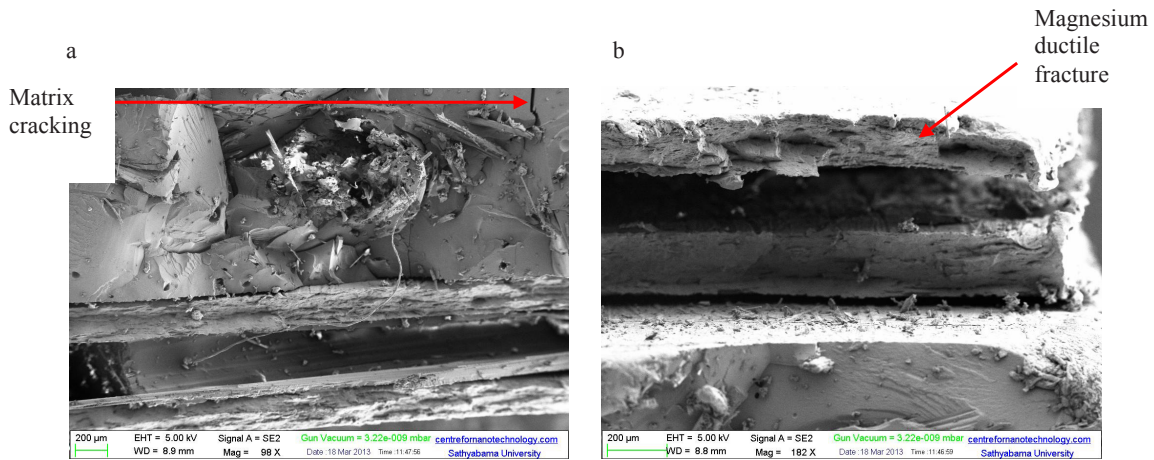 a
Matrix
cracking
200 µm
EHT = 5.00 kV
Signal A = SE2
Gun Vacuum = 3.22e-009 mbar
centrefornanotechnology.com
WD = 8.9 mm
Mag = 98 X
Date :18 Mar 2013
Time :11:47:56
Sathyabama University
b
Magnesium
ductile
fracture
200 µm
EHT = 5.00 kV
Signal A = SE2
Gun Vacuum = 3.22e-009 mbar
centrefornanotechnology.com
WD = 8.8 mm
Mag = 182 X
Date :18 Mar 2013
Time :11:46:59
Sathyabama University